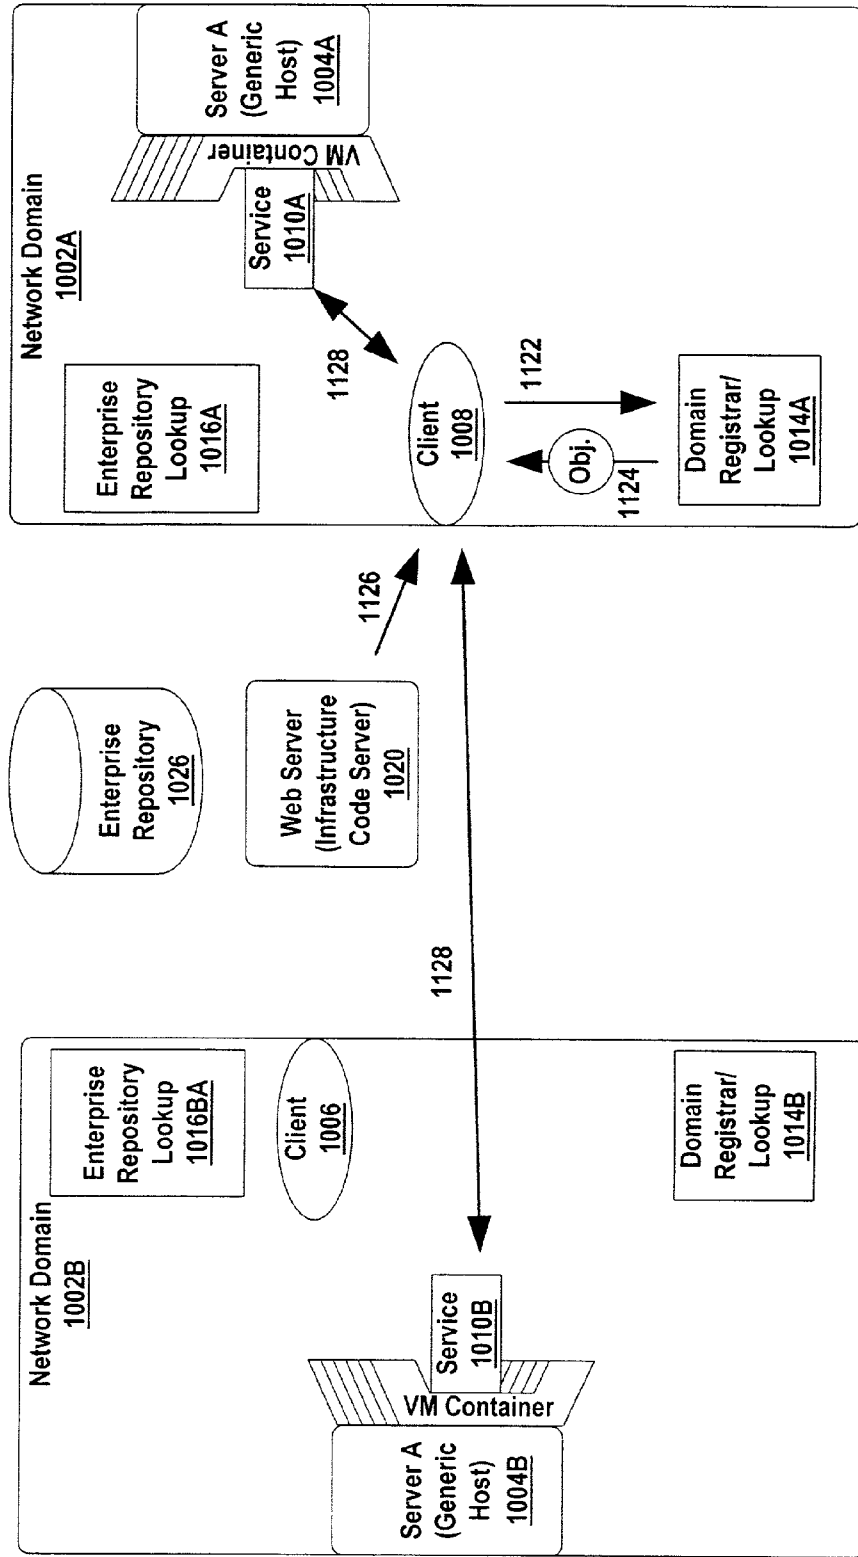 Network Domain
1002B
Enterprise
Repository
Lookup
1016BA
Client
1006
Server A
(Generic
Host)
1004B
VM Container
Service
1010B
Domain
Registrar/
Lookup
1014B
Enterprise
Repository
1026
Web Server
(Infrastructure
Code Server)
1020
1126
1128
Network Domain
1002A
Enterprise
Repository
Lookup
1016A
Server A
(Generic
Host)
1004A
VM Container
Service
1010A
1128
Client
1008
1122
Obj.
1124
Domain
Registrar/
Lookup
1014A